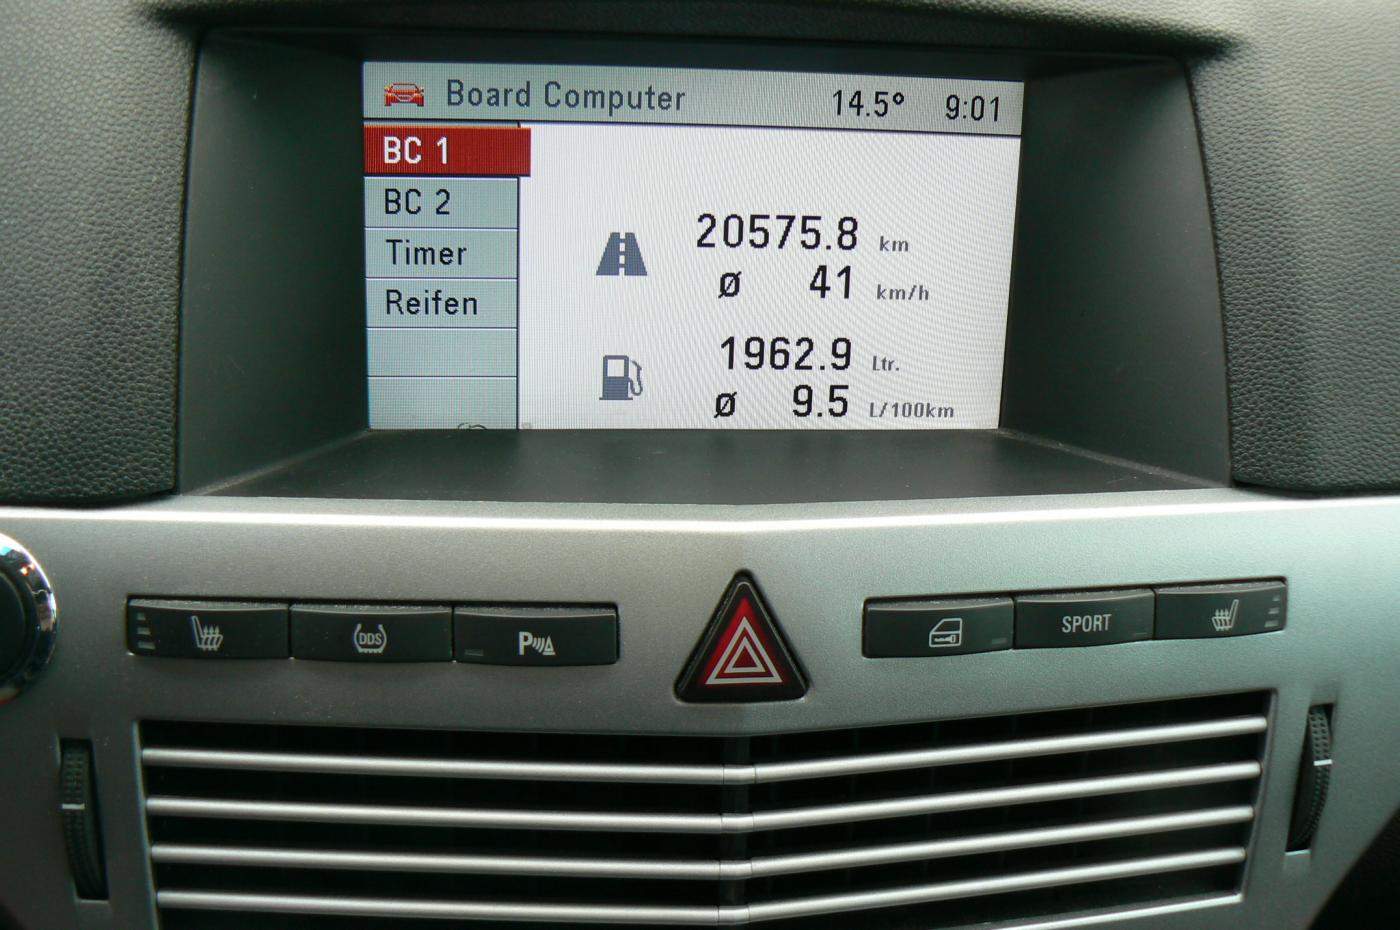 Board Computer 14.5° 9:01
BC 1
BC 2
Timer
Reifen
20575.8 km
ø 41 km/h
1962.9 Ltr.
ø 9.5 L/100km
DDS
P
SPORT